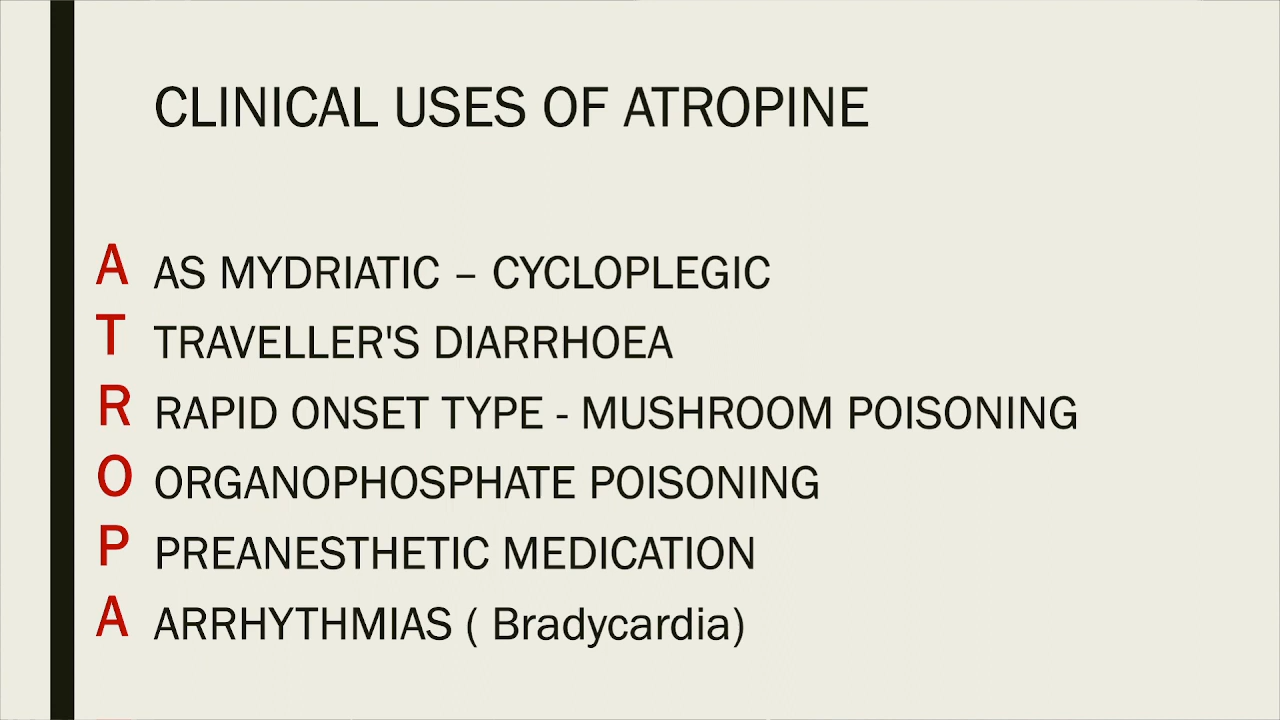 CLINICAL USES OF ATROPINE
A AS MYDRIATIC – CYCLOPLEGIC
T TRAVELLER'S DIARRHOEA
R RAPID ONSET TYPE - MUSHROOM POISONING
O ORGANOPHOSPHATE POISONING
P PREANESTHETIC MEDICATION
A ARRHYTHMIAS ( Bradycardia)